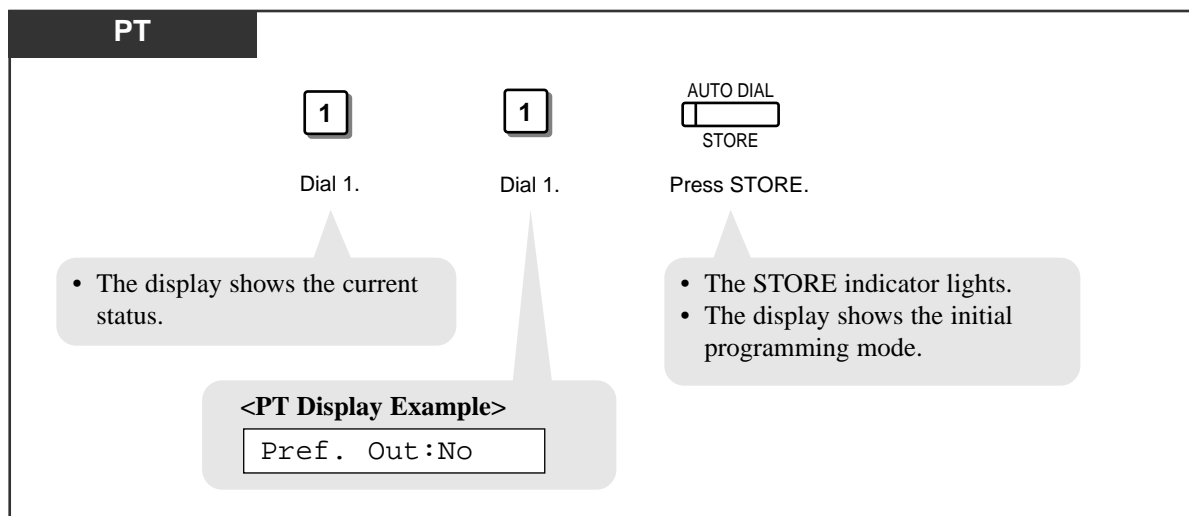 PT
1
1
AUTO DIAL
STORE
Dial 1.
Dial 1.
Press STORE.
• The display shows the current
status.
• The STORE indicator lights.
• The display shows the initial
programming mode.
<PT Display Example>
Pref. Out:No